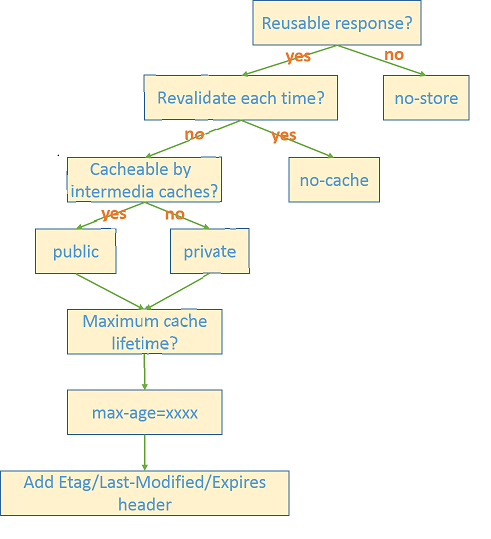 Reusable response?
yes
no
Revalidate each time?
no-store
no
yes
Cacheable by
intermedia caches?
no-cache
yes
no
public
private
Maximum cache
lifetime?
max-age=xxxx
Add Etag/Last-Modified/Expires
header